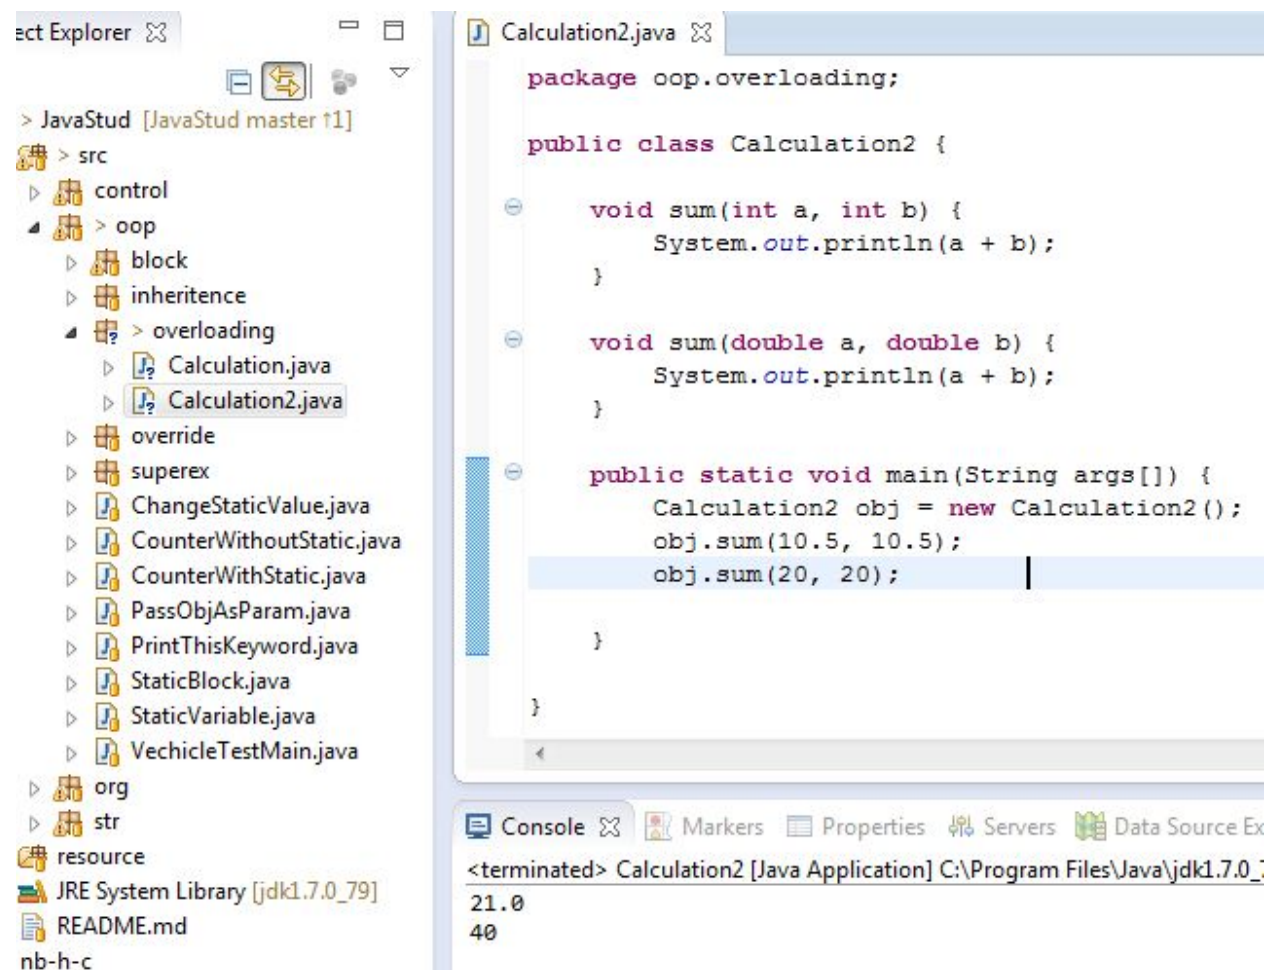 ect Explorer
> JavaStud [JavaStud master ↑1]
> src
control
> oop
block
inheritence
> overloading
Calculation.java
Calculation2.java
override
superex
ChangeStaticValue.java
CounterWithoutStatic.java
CounterWithStatic.java
PassObjAsParam.java
PrintThisKeyword.java
StaticBlock.java
StaticVariable.java
VechicleTestMain.java
org
str
resource
JRE System Library [jdk1.7.0_79]
README.md
nb-h-c
Calculation2.java
package oop.overloading;
public class Calculation2 {
void sum(int a, int b) {
System.out.println(a + b);
}
void sum(double a, double b) {
System.out.println(a + b);
}
public static void main(String args[]) {
Calculation2 obj = new Calculation2();
obj.sum(10.5, 10.5);
obj.sum(20, 20);
}
}
Console Markers Properties Servers Data Source Ex
<terminated> Calculation2 [Java Application] C:\Program Files\Java\jdk1.7.0_7
21.0
40